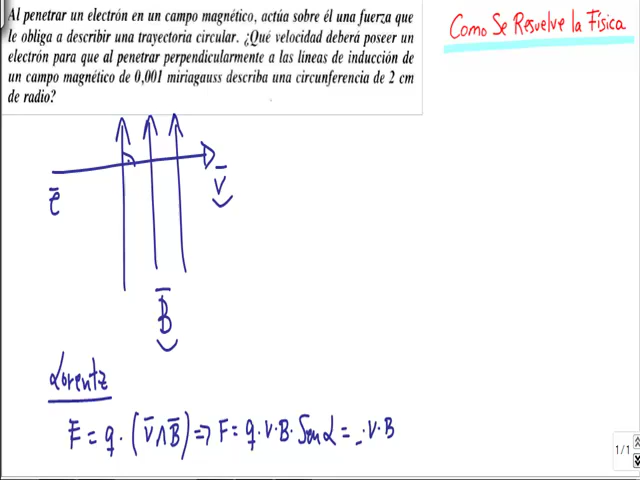 Al penetrar un electrón en un campo magnético, actúa sobre él una fuerza que
le obliga a describir una trayectoria circular. ¿Qué velocidad deberá poseer un
electrón para que al penetrar perpendicularmente a las líneas de inducción de
un campo magnético de 0,001 miriagauss describa una circunferencia de 2 cm
de radio?
Como Se Resuelve la Física
e̅
V̅
B̅
Lorentz
F̅ = q · (V̅ ∧ B̅) => F = q · V · B · Sen α = · V · B
1/1